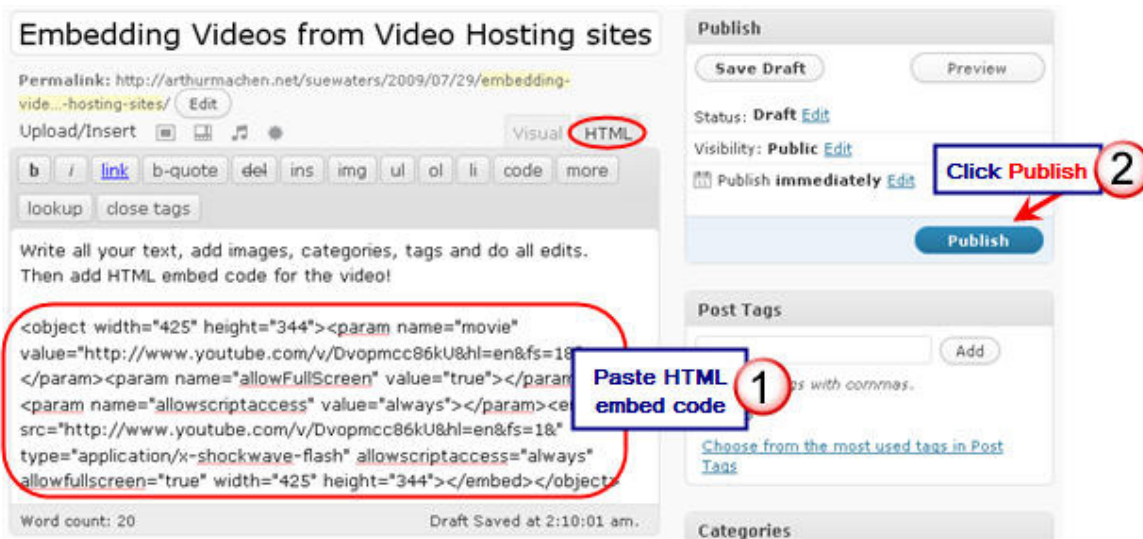 Embedding Videos from Video Hosting sites
Permalink: http://arthurmachen.net/suewaters/2009/07/29/embedding-
vide...-hosting-sites/ Edit
Upload/Insert
Visual HTML
b i link b-quote del ins img ul ol li code more
lookup close tags
Write all your text, add images, categories, tags and do all edits.
Then add HTML embed code for the video!
<object width="425" height="344"><param name="movie"
value="http://www.youtube.com/v/Dvopmcc86kU&hl=en&fs=1&
</param><param name="allowFullScreen" value="true"></param
<param name="allowscriptaccess" value="always"></param><e
src="http://www.youtube.com/v/Dvopmcc86kU&hl=en&fs=1&"
type="application/x-shockwave-flash" allowscriptaccess="always"
allowfullscreen="true" width="425" height="344"></embed></object>
Word count: 20
Draft Saved at 2:10:01 am.
Paste HTML
embed code
1
Publish
Save Draft
Preview
Status: Draft Edit
Visibility: Public Edit
Publish immediately Edit
Click Publish
2
Publish
Post Tags
Add
with commas.
Choose from the most used tags in Post
Tags
Categories